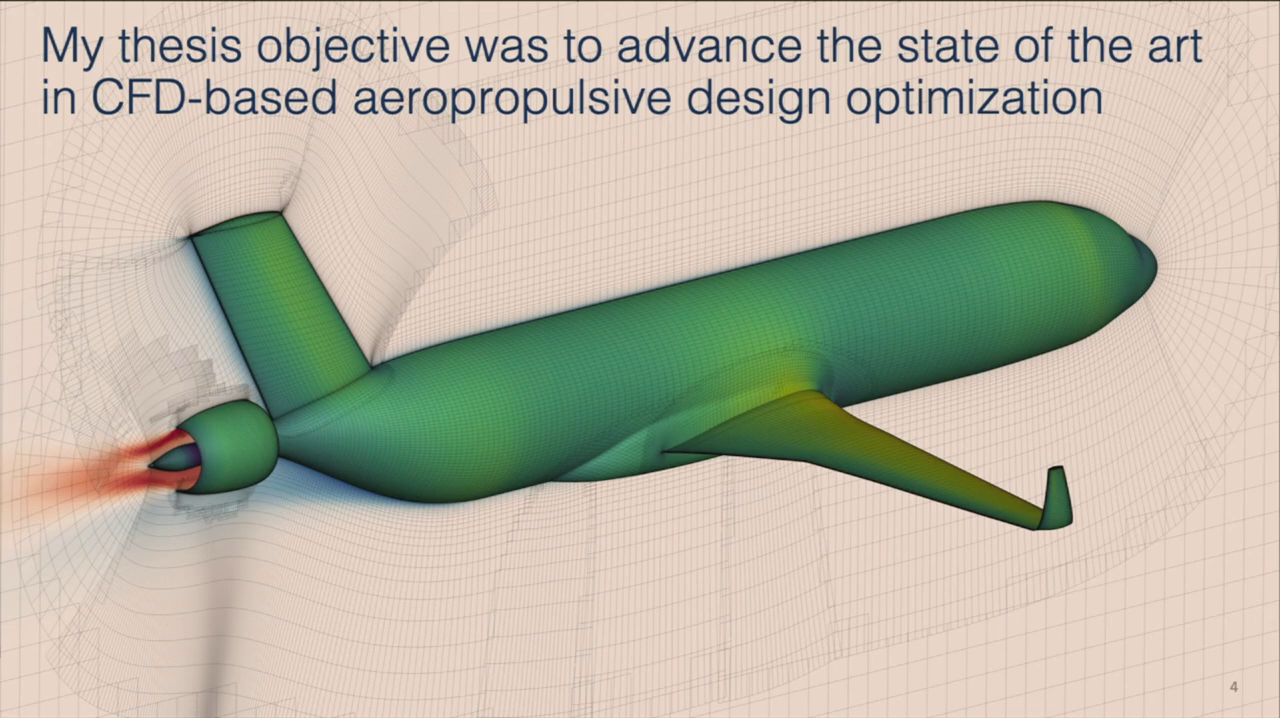 My thesis objective was to advance the state of the art
in CFD-based aeropropulsive design optimization
4